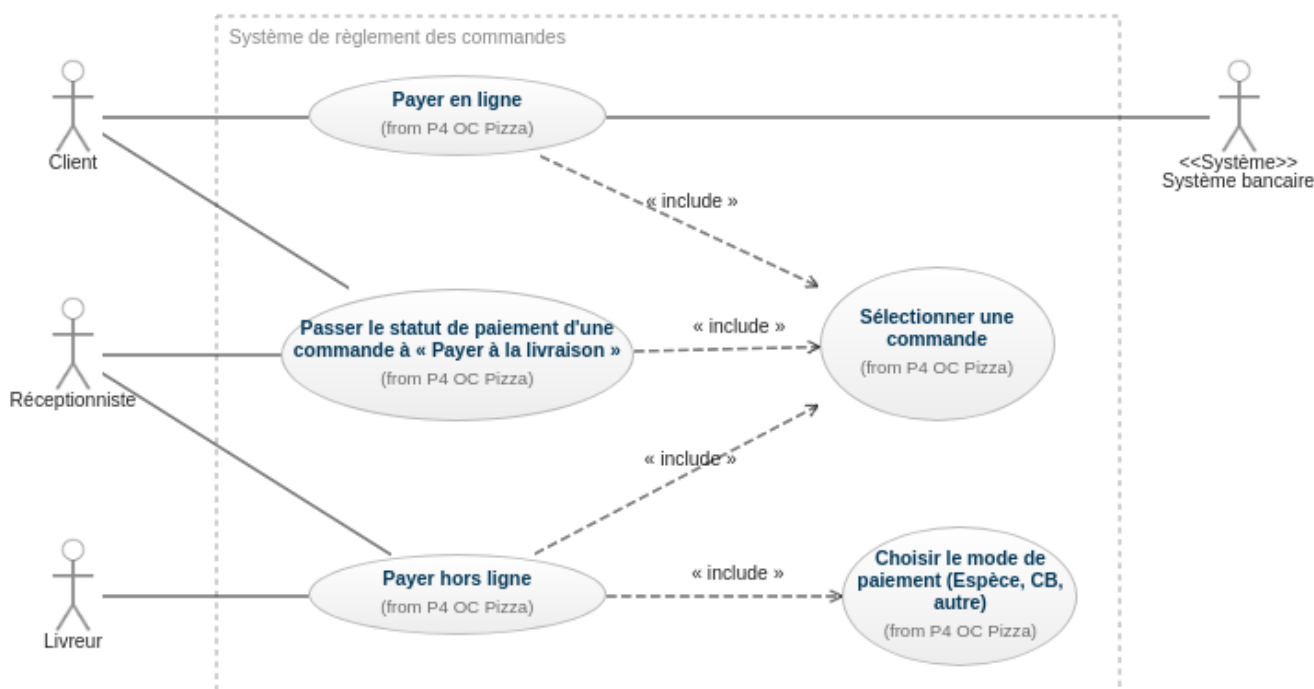 Système de règlement des commandes
Payer en ligne
(from P4 OC Pizza)
Client
<<Système>>
Système bancaire
« include »
Passer le statut de paiement d'une
commande à « Payer à la livraison »
(from P4 OC Pizza)
« include »
Sélectionner une
commande
(from P4 OC Pizza)
Réceptionniste
« include »
Payer hors ligne
(from P4 OC Pizza)
« include »
Choisir le mode de
paiement (Espèce, CB,
autre)
(from P4 OC Pizza)
Livreur